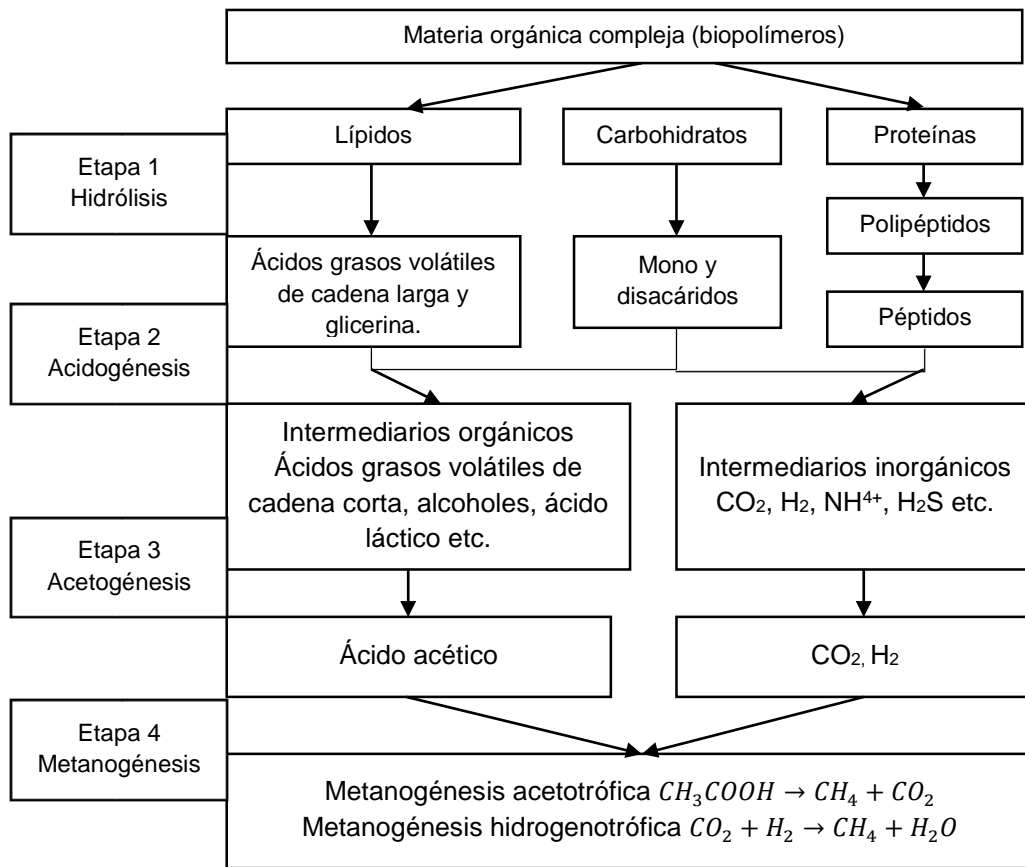 Materia orgánica compleja (biopolímeros)
Etapa 1
Hidrólisis
Lípidos
Carbohidratos
Proteínas
Polipéptidos
Ácidos grasos volátiles
de cadena larga y
glicerina.
Mono y
disacáridos
Péptidos
Etapa 2
Acidogénesis
Intermediarios orgánicos
Ácidos grasos volátiles de
cadena corta, alcoholes, ácido
láctico etc.
Intermediarios inorgánicos
CO₂, H₂, NH⁴⁺, H₂S etc.
Etapa 3
Acetogénesis
Ácido acético
CO₂, H₂
Etapa 4
Metanogénesis
Metanogénesis acetotrófica CH₃COOH → CH₄ + CO₂
Metanogénesis hidrogenotrófica CO₂ + H₂ → CH₄ + H₂O